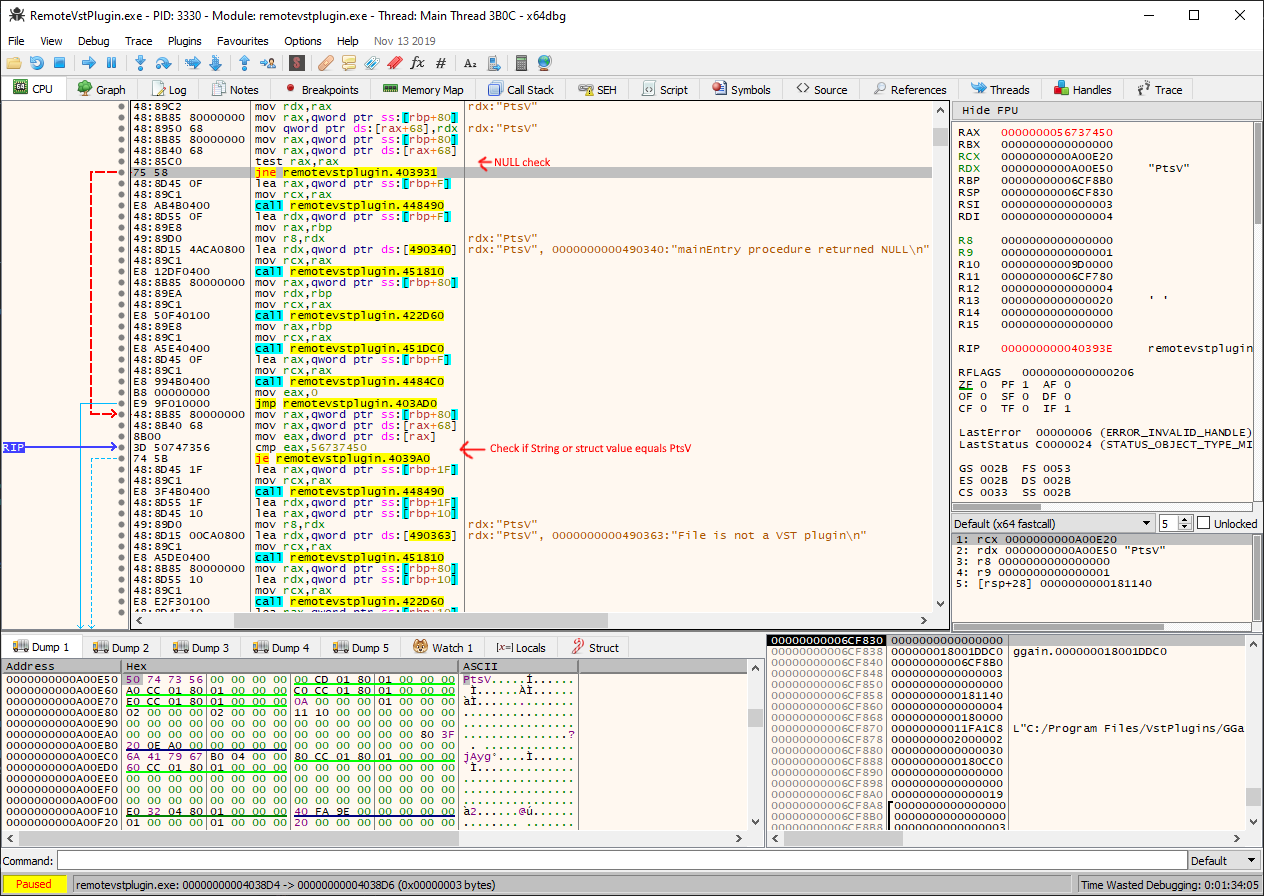 RemoteVstPlugin.exe - PID: 3330 - Module: remotevstplugin.exe - Thread: Main Thread 3B0C - x64dbg
File View Debug Trace Plugins Favourites Options Help Nov 13 2019
CPU Graph Log Notes Breakpoints Memory Map Call Stack SEH Script Symbols Source References Threads Handles Trace
48:89C2 mov rdx,rax rdx:"PtsV"
48:8B85 80000000 mov rax,qword ptr ss:[rbp+80]
48:8950 68 mov qword ptr ds:[rax+68],rdx rdx:"PtsV"
48:8B85 80000000 mov rax,qword ptr ss:[rbp+80]
48:8B40 68 mov rax,qword ptr ds:[rax+68]
48:85C0 test rax,rax
NULL check
75 58 jne remotevstplugin.403931
48:8D45 0F lea rax,qword ptr ss:[rbp+F]
48:89C1 mov rcx,rax
E8 AB4B0400 call remotevstplugin.448490
48:8D55 0F lea rdx,qword ptr ss:[rbp+F]
48:89E8 mov rax,rbp
49:89D0 mov r8,rdx rdx:"PtsV"
48:8D15 4ACA0800 lea rdx,qword ptr ds:[490340] rdx:"PtsV", 0000000000490340:"mainEntry procedure returned NULL\n"
48:89C1 mov rcx,rax
E8 12DF0400 call remotevstplugin.451810
48:8B85 80000000 mov rax,qword ptr ss:[rbp+80]
48:89EA mov rdx,rbp
48:89C1 mov rcx,rax
E8 50F40100 call remotevstplugin.422D60
48:89E8 mov rax,rbp
48:89C1 mov rcx,rax
E8 A5E40400 call remotevstplugin.451DC0
48:8D45 0F lea rax,qword ptr ss:[rbp+F]
48:89C1 mov rcx,rax
E8 994B0400 call remotevstplugin.4484C0
B8 00000000 mov eax,0
E9 9F010000 jmp remotevstplugin.403AD0
48:8B85 80000000 mov rax,qword ptr ss:[rbp+80]
48:8B40 68 mov rax,qword ptr ds:[rax+68]
8B00 mov eax,dword ptr ds:[rax]
RIP 3D 50747356 cmp eax,56737450
Check if String or struct value equals PtsV
74 5B je remotevstplugin.4039A0
48:8D45 1F lea rax,qword ptr ss:[rbp+1F]
48:89C1 mov rcx,rax
E8 3F4B0400 call remotevstplugin.448490
48:8D55 1F lea rdx,qword ptr ss:[rbp+1F]
48:8D45 10 lea rax,qword ptr ss:[rbp+10]
49:89D0 mov r8,rdx rdx:"PtsV"
48:8D15 00CA0800 lea rdx,qword ptr ds:[490363] rdx:"PtsV", 0000000000490363:"File is not a VST plugin\n"
48:89C1 mov rcx,rax
E8 A5DE0400 call remotevstplugin.451810
48:8B85 80000000 mov rax,qword ptr ss:[rbp+80]
48:8D55 10 lea rdx,qword ptr ss:[rbp+10]
48:89C1 mov rcx,rax
E8 E2F30100 call remotevstplugin.422D60
48:8D45 10 lea rax,qword ptr ss:[rbp+10]
Hide FPU
RAX 0000000056737450
RBX 0000000000000000
RCX 0000000000A00E20
RDX 0000000000A00E50 "PtsV"
RBP 00000000006CF8B0
RSP 00000000006CF830
RSI 0000000000000003
RDI 0000000000000004
R8 0000000000000000
R9 0000000000000001
R10 00000000009D0000
R11 00000000006CF780
R12 0000000000000004
R13 0000000000000020 ' '
R14 0000000000000000
R15 0000000000000000
RIP 000000000040393E remotevstplugin
RFLAGS 0000000000000206
ZF 0 PF 1 AF 0
OF 0 SF 0 DF 0
CF 0 TF 0 IF 1
LastError 00000006 (ERROR_INVALID_HANDLE)
LastStatus C0000024 (STATUS_OBJECT_TYPE_MI
GS 002B FS 0053
ES 002B DS 002B
CS 0033 SS 002B
Default (x64 fastcall) 5 Unlocked
1: rcx 0000000000A00E20
2: rdx 0000000000A00E50 "PtsV"
3: r8 0000000000000000
4: r9 0000000000000001
5: [rsp+28] 0000000000181140
Dump 1 Dump 2 Dump 3 Dump 4 Dump 5 Watch 1 [x=] Locals Struct
Address Hex ASCII
0000000000A00E50 50 74 73 56 00 00 00 00 00 CD 01 80 01 00 00 00 PtsV.....Í......
0000000000A00E60 A0 CC 01 80 01 00 00 00 C0 CC 01 80 01 00 00 00 Ì......ÀÌ......
0000000000A00E70 E0 CC 01 80 01 00 00 00 0A 00 00 00 01 00 00 00 àÌ..............
0000000000A00E80 02 00 00 00 02 00 00 00 11 10 00 00 00 00 00 00 ................
0000000000A00E90 00 00 00 00 00 00 00 00 00 00 00 00 00 00 00 00 ................
0000000000A00EA0 00 00 00 00 00 00 00 00 00 00 00 00 00 00 80 3F ...............?
0000000000A00EB0 20 0E A0 00 00 00 00 00 00 00 00 00 00 00 00 00 . .............
0000000000A00EC0 6A 41 79 67 B0 04 00 00 80 CC 01 80 01 00 00 00 jAyg°....Ì......
0000000000A00ED0 60 CC 01 80 01 00 00 00 00 00 00 00 00 00 00 00 `Ì..............
0000000000A00EE0 00 00 00 00 00 00 00 00 00 00 00 00 00 00 00 00 ................
0000000000A00EF0 00 00 00 00 00 00 00 00 00 00 00 00 00 00 00 00 ................
0000000000A00F00 00 00 00 00 00 00 00 00 00 00 00 00 00 00 00 00 ................
0000000000A00F10 E0 32 04 80 01 00 00 00 40 FA 9E 00 00 00 00 00 à2......@ú......
0000000000A00F20 01 00 00 00 01 00 00 00 20 00 00 00 00 00 00 00 ........ .......
00000000006CF830 0000000000000000
00000000006CF838 000000018001DDC0 ggain.000000018001DDC0
00000000006CF840 00000000006CF8B0
00000000006CF848 0000000000000003
00000000006CF850 0000000000000000
00000000006CF858 0000000000181140
00000000006CF860 0000000000000004
00000000006CF868 0000000000180000
00000000006CF870 00000000011FA1C8 L"C:/Program Files/VstPlugins/GGa
00000000006CF878 0000000002000002
00000000006CF880 0000000000000030
00000000006CF888 0000000000180CC0
00000000006CF890 0000000000000000
00000000006CF898 0000000000000000
00000000006CF8A0 0000000000000019
00000000006CF8A8 0000000000000000
00000000006CF8B0 0000000000000000
00000000006CF8B8 0000000000000003
Command: Default
Paused remotevstplugin.exe: 00000000004038D4 -> 00000000004038D6 (0x00000003 bytes) Time Wasted Debugging: 0:01:34:05